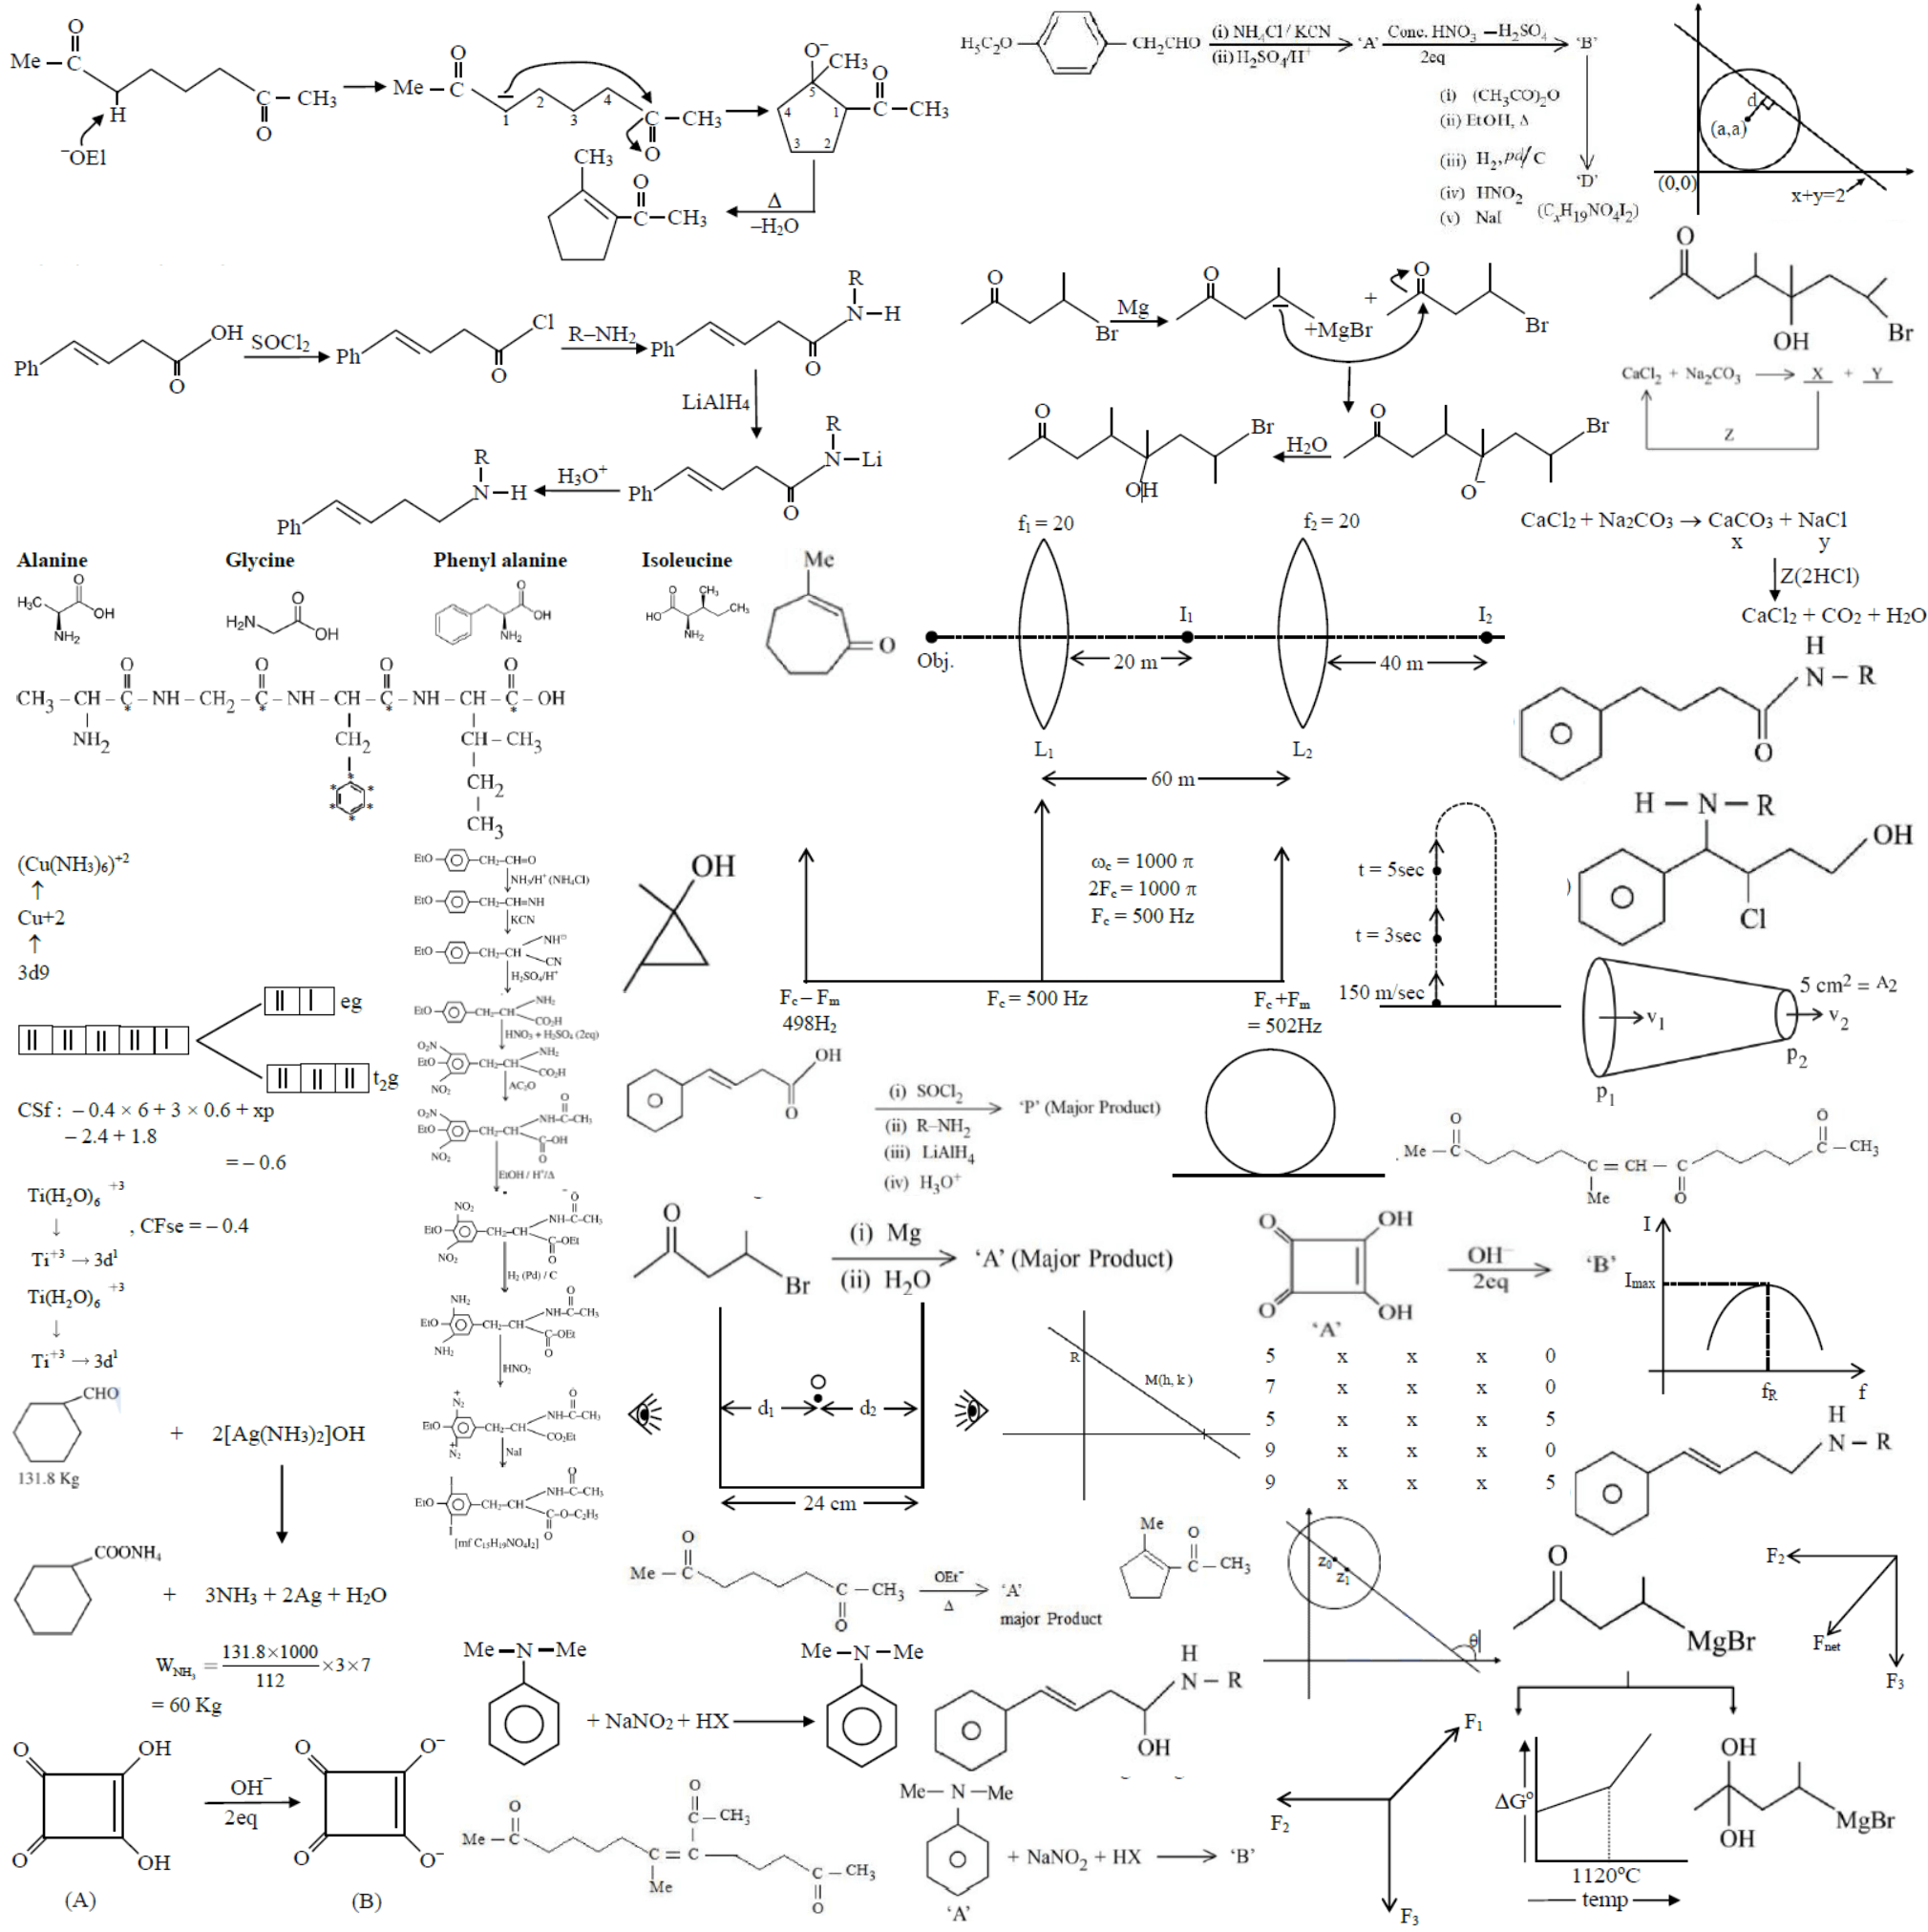 O
Me – C
H
⁻OEl
C – CH₃
O
O
Me – C
1
2
3
4
C – CH₃
O
O⁻
CH₃
O
C – CH₃
5
4
1
3
2
CH₃
O
C – CH₃
Δ
–H₂O
H₅C₂O
CH₂CHO
(i) NH₄Cl / KCN
(ii) H₂SO₄/H⁺
'A'
Conc. HNO₃ –H₂SO₄
2eq
'B'
(i) (CH₃CO)₂O
(ii) EtOH, Δ
(iii) H₂, pd/C
(iv) HNO₂
(v) NaI
'D'
(CₓH₁₉NO₄I₂)
d
(a,a)
(0,0)
x+y=2
Ph
OH
O
SOCl₂
Ph
Cl
O
R–NH₂
Ph
R
N–H
O
LiAlH₄
Ph
R
N–Li
O
H₃O⁺
Ph
R
N–H
O
Br
Mg
O
+MgBr
+
O
Br
O
Br
O⁻
H₂O
O
Br
OH
O
OH
Br
CaCl₂ + Na₂CO₃ ⟶ X + Y
Z
CaCl₂ + Na₂CO₃ → CaCO₃ + NaCl
x y
Z(2HCl)
CaCl₂ + CO₂ + H₂O
Alanine Glycine Phenyl alanine Isoleucine
H₃C
O
OH
NH₂
H₂N
O
OH
O
OH
NH₂
O
HO
CH₃
CH₃
NH₂
Me
O
O O O O
CH₃ – CH – C – NH – CH₂ – C – NH – CH – C – NH – CH – C – OH
* * * *
NH₂
CH₂
CH – CH₃
CH₂
CH₃
* * * * * *
f₁ = 20
f₂ = 20
Obj.
I₁
I₂
20 m
40 m
L₁
L₂
60 m
H
N – R
O
(Cu(NH₃)₆)⁺²
↑
Cu+2
↑
3d9
eg
t₂g
CSf : – 0.4 × 6 + 3 × 0.6 + xp
– 2.4 + 1.8
= – 0.6
Ti(H₂O)₆ ⁺³
↓
, CFse = – 0.4
Ti⁺³ → 3d¹
Ti(H₂O)₆ ⁺³
↓
Ti⁺³ → 3d¹
EtO
CH₂–CH=O
NH₃/H⁺ (NH₄Cl)
EtO
CH₂–CH=NH
KCN
EtO
CH₂–CH
NH⊖
CN
H₂SO₄/H⁺
EtO
CH₂–CH
NH₂
CO₂H
HNO₃ + H₂SO₄ (2eq)
O₂N
EtO
NO₂
CH₂–CH
NH₂
CO₂H
AC₂O
O₂N
EtO
NO₂
CH₂–CH
O
NH–C–CH₃
C–OH
O
EtOH / H⁺/Δ
NO₂
EtO
NO₂
CH₂–CH
O
NH–C–CH₃
C–OEt
O
H₂ (Pd) / C
NH₂
EtO
NH₂
CH₂–CH
O
NH–C–CH₃
C–OEt
O
HNO₂
N₂⁺
EtO
N₂⁺
CH₂–CH
O
NH–C–CH₃
CO₂Et
NaI
I
EtO
I
CH₂–CH
O
NH–C–CH₃
C–O–C₂H₅
O
[mf C₁₅H₁₉NO₄I₂]
OH
ω꜀ = 1000 π
2F꜀ = 1000 π
F꜀ = 500 Hz
F꜀ – Fₘ
498H₂
F꜀ = 500 Hz
F꜀+Fₘ
= 502Hz
t = 5sec
t = 3sec
150 m/sec
H – N – R
OH
Cl
)
v₁
5 cm² = A₂
v₂
p₂
p₁
OH
O
(i) SOCl₂
(ii) R–NH₂
(iii) LiAlH₄
(iv) H₃O⁺
'P' (Major Product)
O
. Me – C
C = CH – C
Me
O
O
C – CH₃
O
Br
(i) Mg
(ii) H₂O
'A' (Major Product)
O
O
OH
OH
'A'
OH⁻
2eq
'B'
I
Iₘₐₓ
f_R
f
5 x x x 0
7 x x x 0
5 x x x 5
9 x x x 0
9 x x x 5
O
d₁
d₂
24 cm
R
M(h, k)
H
N – R
CHO
131.8 Kg
+ 2[Ag(NH3)₂]OH
COONH₄
+ 3NH₃ + 2Ag + H₂O
W_NH₃ = 131.8×1000 / 112 ×3×7
= 60 Kg
O
Me – C
C – CH₃
O
OEt⁻
Δ
'A'
major Product
Me
O
C – CH₃
z₀
z₁
θ
O
MgBr
OH
OH
MgBr
F₂
F_net
F₃
Me – N – Me
+ NaNO₂ + HX
Me – N – Me
H
N – R
OH
F₁
F₂
F₃
ΔG°
1120°C
temp
O
O
OH
OH
(A)
OH⁻
2eq
O
O
O⁻
O⁻
(B)
O
Me – C
C = C
Me
O
C – CH₃
C – CH₃
O
Me – N – Me
'A'
+ NaNO₂ + HX ⟶ 'B'